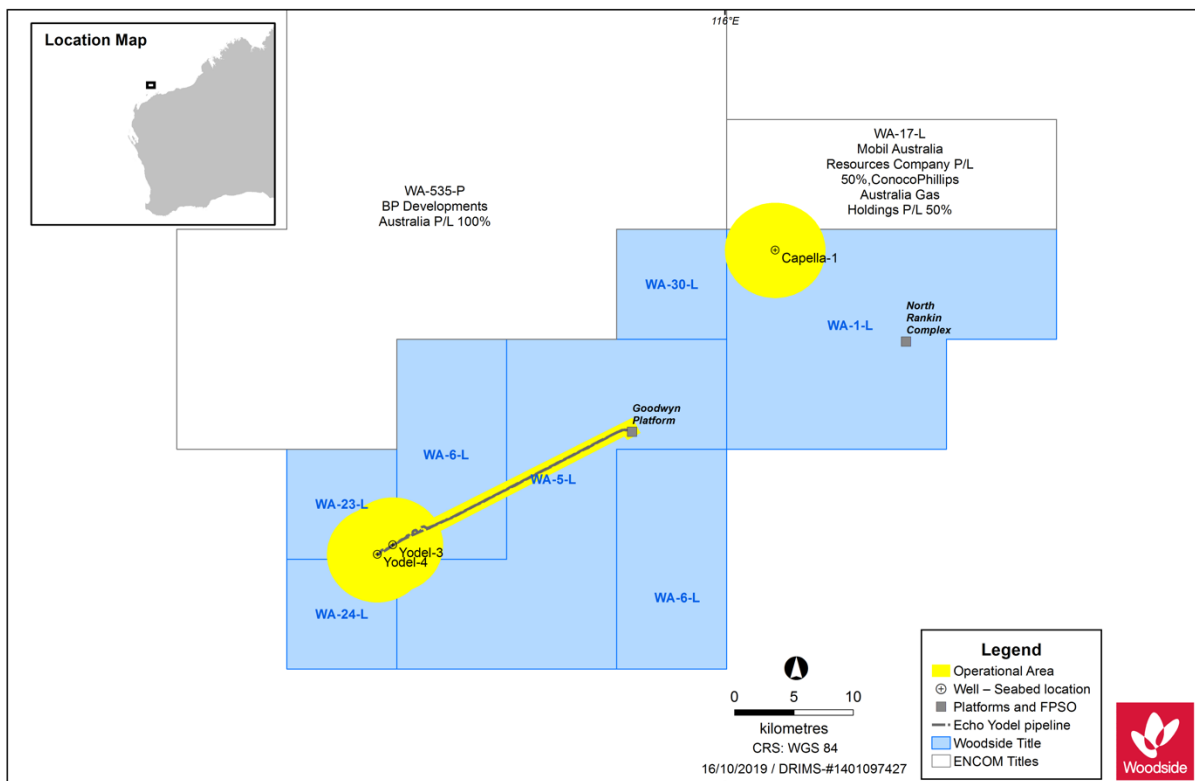 Location Map
116°E
WA-535-P
BP Developments
Australia P/L 100%
WA-17-L
Mobil Australia
Resources Company P/L
50%,ConocoPhillips
Australia Gas
Holdings P/L 50%
Capella-1
WA-30-L
WA-1-L
North
Rankin
Complex
Goodwyn
Platform
WA-6-L
WA-5-L
WA-23-L
Yodel-3
Yodel-4
WA-24-L
WA-6-L
0 5 10
kilometres
CRS: WGS 84
16/10/2019 / DRIMS-#1401097427
Legend
Operational Area
Well – Seabed location
Platforms and FPSO
Echo Yodel pipeline
Woodside Title
ENCOM Titles
Woodside